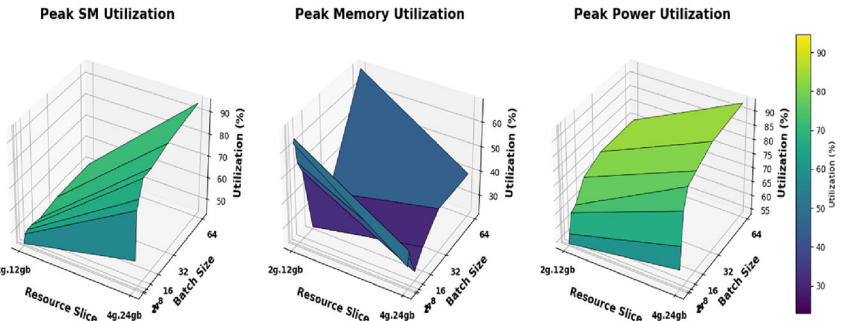 Peak SM Utilization
90
80
70
60
50
Utilization (%)
64
32
16
8
Batch Size
2g.12gb
Resource Slice
4g.24gb
Peak Memory Utilization
60
50
40
30
Utilization (%)
64
32
16
8
Batch Size
2g.12gb
Resource Slice
4g.24gb
Peak Power Utilization
90
85
80
75
70
65
60
55
Utilization (%)
64
32
16
8
Batch Size
2g.12gb
Resource Slice
4g.24gb
90
80
70
60
50
40
30
Utilization (%)